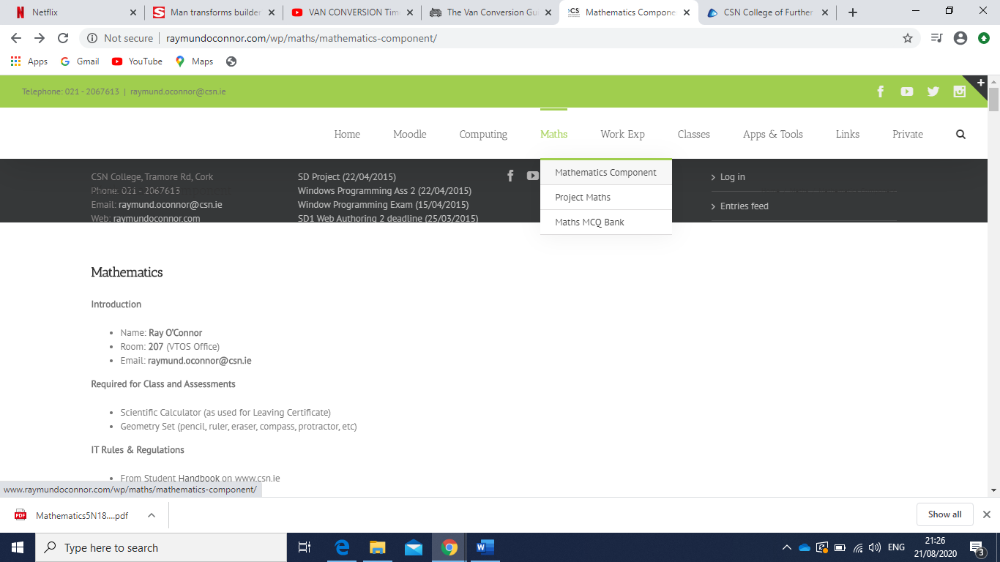 Netflix
Man transforms builder
VAN CONVERSION Tim
The Van Conversion Gu
Mathematics Compone
CSN College of Further
Not secure | raymundoconnor.com/wp/maths/mathematics-component/
Apps Gmail YouTube Maps
Telephone: 021 - 2067613 | raymund.oconnor@csn.ie
Home Moodle Computing Maths Work Exp Classes Apps & Tools Links Private
CSN College, Tramore Rd, Cork
Phone: 021 - 2067613
Email: raymund.oconnor@csn.ie
Web: raymundoconnor.com
SD Project (22/04/2015)
Windows Programming Ass 2 (22/04/2015)
Window Programming Exam (15/04/2015)
SD1 Web Authoring 2 deadline (25/03/2015)
Mathematics Component
Project Maths
Maths MCQ Bank
Log in
Entries feed
Mathematics
Introduction
Name: Ray O'Connor
Room: 207 (VTOS Office)
Email: raymund.oconnor@csn.ie
Required for Class and Assessments
Scientific Calculator (as used for Leaving Certificate)
Geometry Set (pencil, ruler, eraser, compass, protractor, etc)
IT Rules & Regulations
From Student Handbook on www.csn.ie
www.raymundoconnor.com/wp/maths/mathematics-component/
PDF Mathematics5N18....pdf
Show all
Type here to search
ENG
21:26
21/08/2020
3